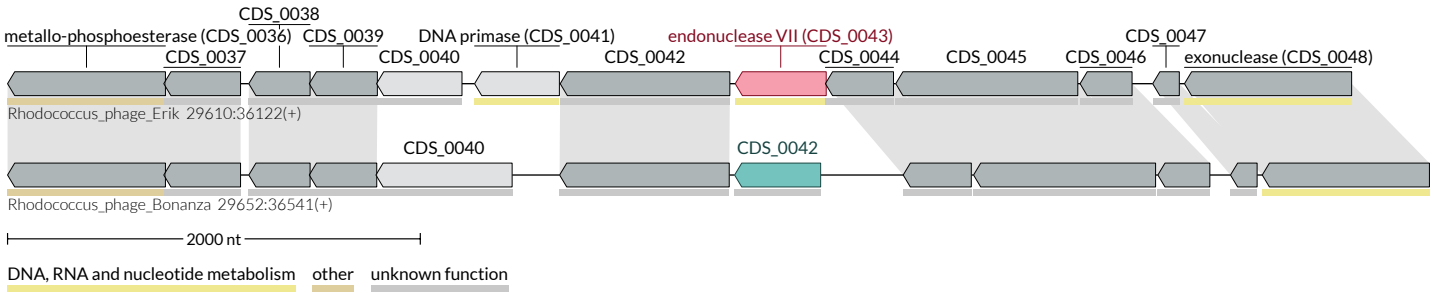 CDS_0038
CDS_0047
metallo-phosphoesterase (CDS_0036) CDS_0039 DNA primase (CDS_0041) endonuclease VII (CDS_0043)
CDS_0037 CDS_0040 CDS_0042 CDS_0044 CDS_0045 CDS_0046 exonuclease (CDS_0048)
Rhodococcus_phage_Erik 29610:36122(+)
CDS_0040 CDS_0042
Rhodococcus_phage_Bonanza 29652:36541(+)
2000 nt
DNA, RNA and nucleotide metabolism other unknown function